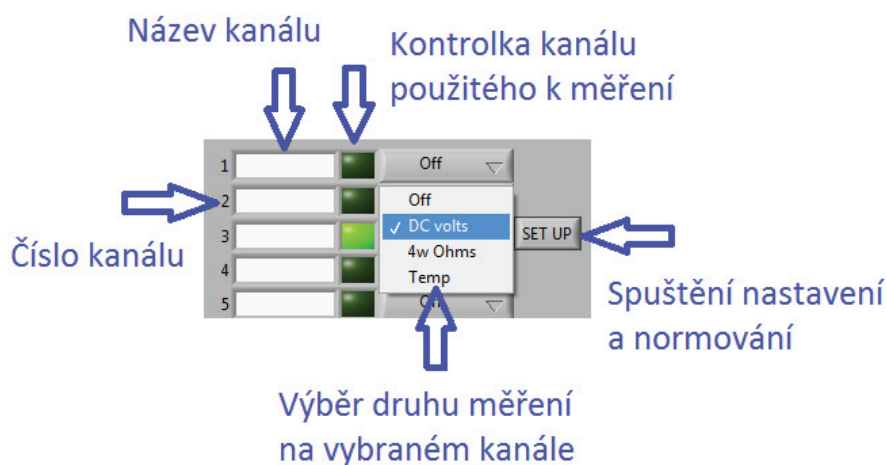 Název kanálu
Kontrolka kanálu
použitého k měření
1 Off
2 Off
✓ DC volts
3 SET UP
4w Ohms
4 Temp
5 Off
Číslo kanálu
Spuštění nastavení
a normování
Výběr druhu měření
na vybraném kanále